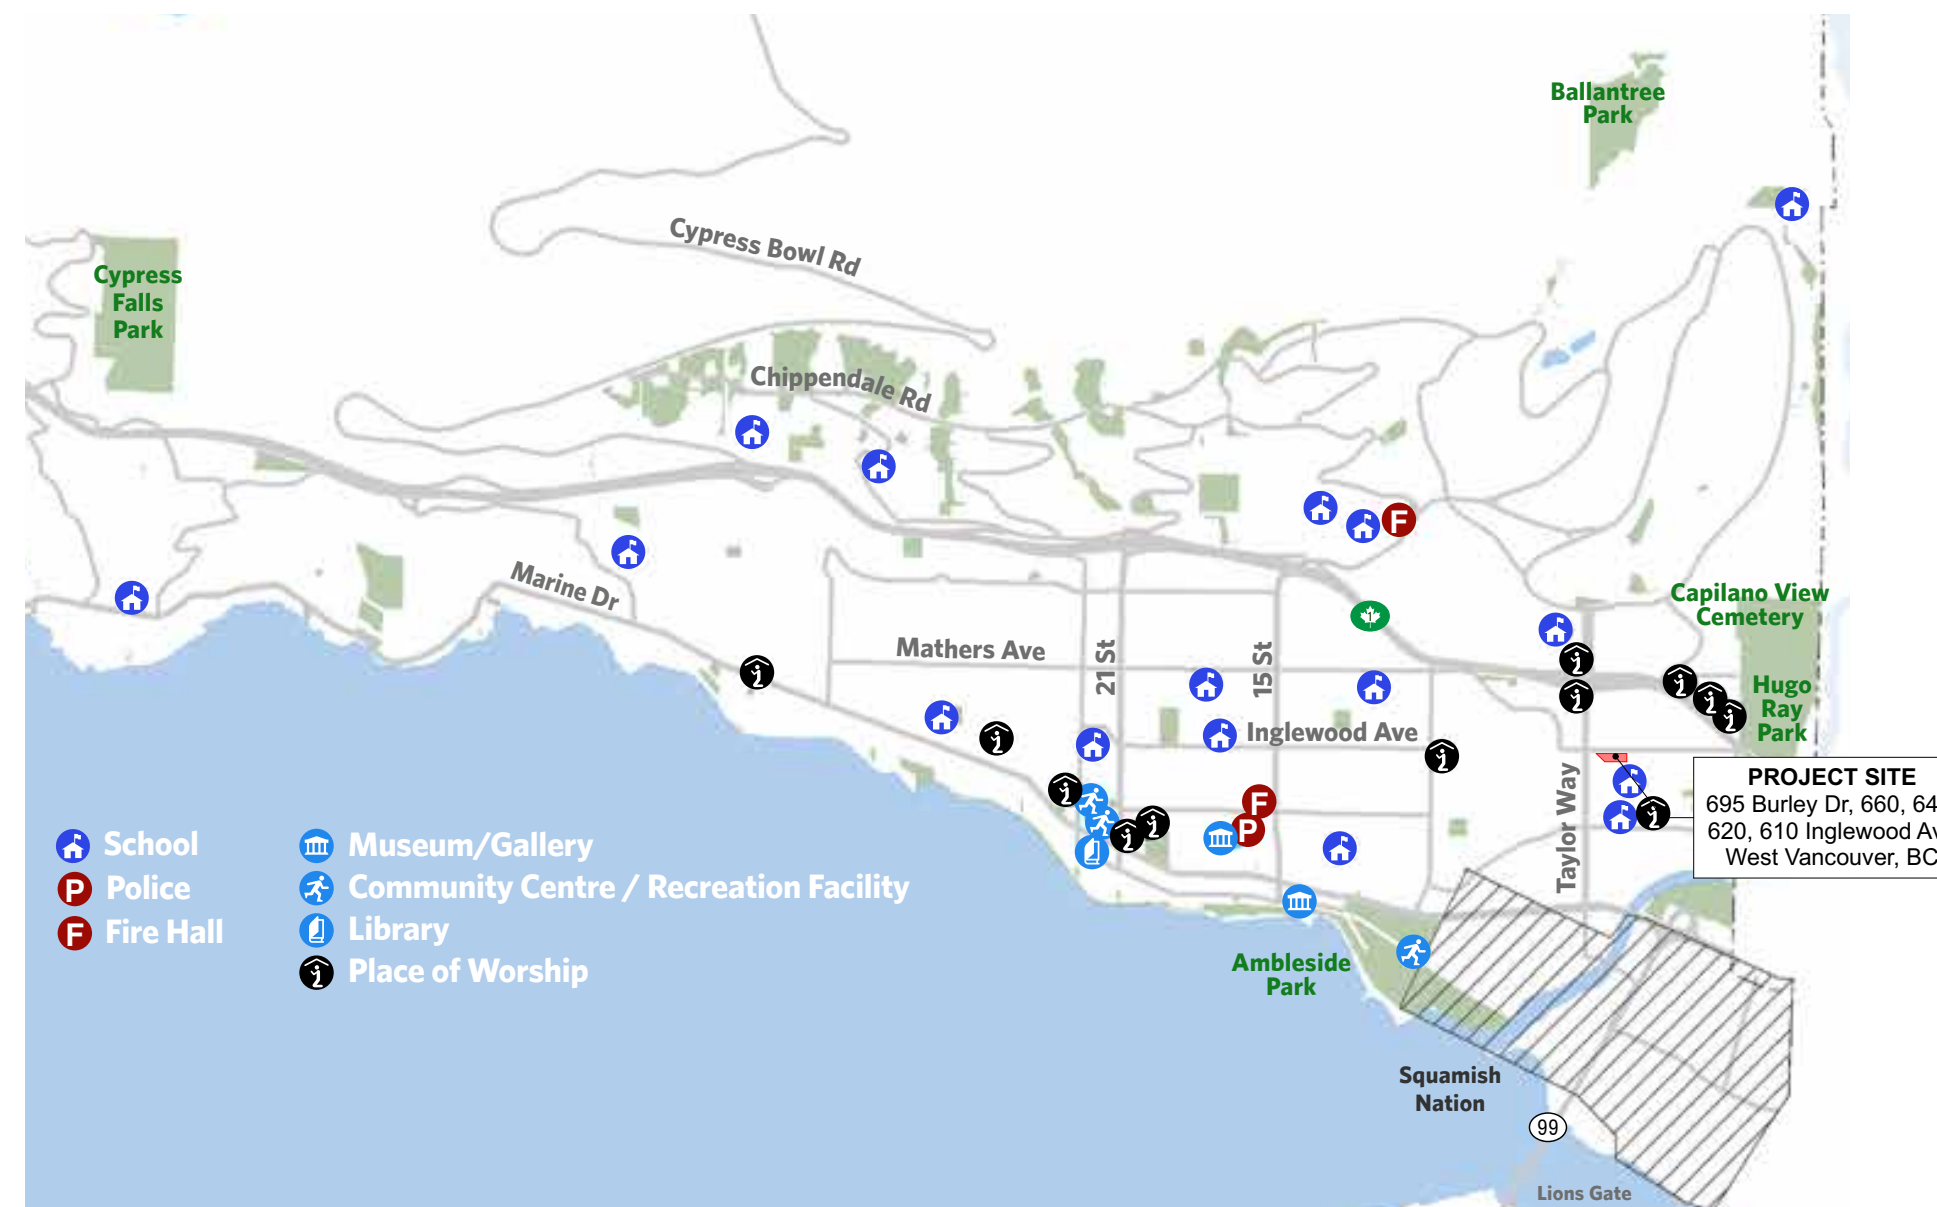 Ballantree
Park
Cypress Bowl Rd
Cypress
Falls
Park
Chippendale Rd
F
Marine Dr
1
Capilano View
Cemetery
Mathers Ave
21 St
15 St
Hugo
Ray
Park
Inglewood Ave
Taylor Way
PROJECT SITE
695 Burley Dr, 660, 64
620, 610 Inglewood Av
West Vancouver, BC
F
P
School
P Police
F Fire Hall
Museum/Gallery
Community Centre / Recreation Facility
Library
Place of Worship
Ambleside
Park
Squamish
Nation
99
Lions Gate